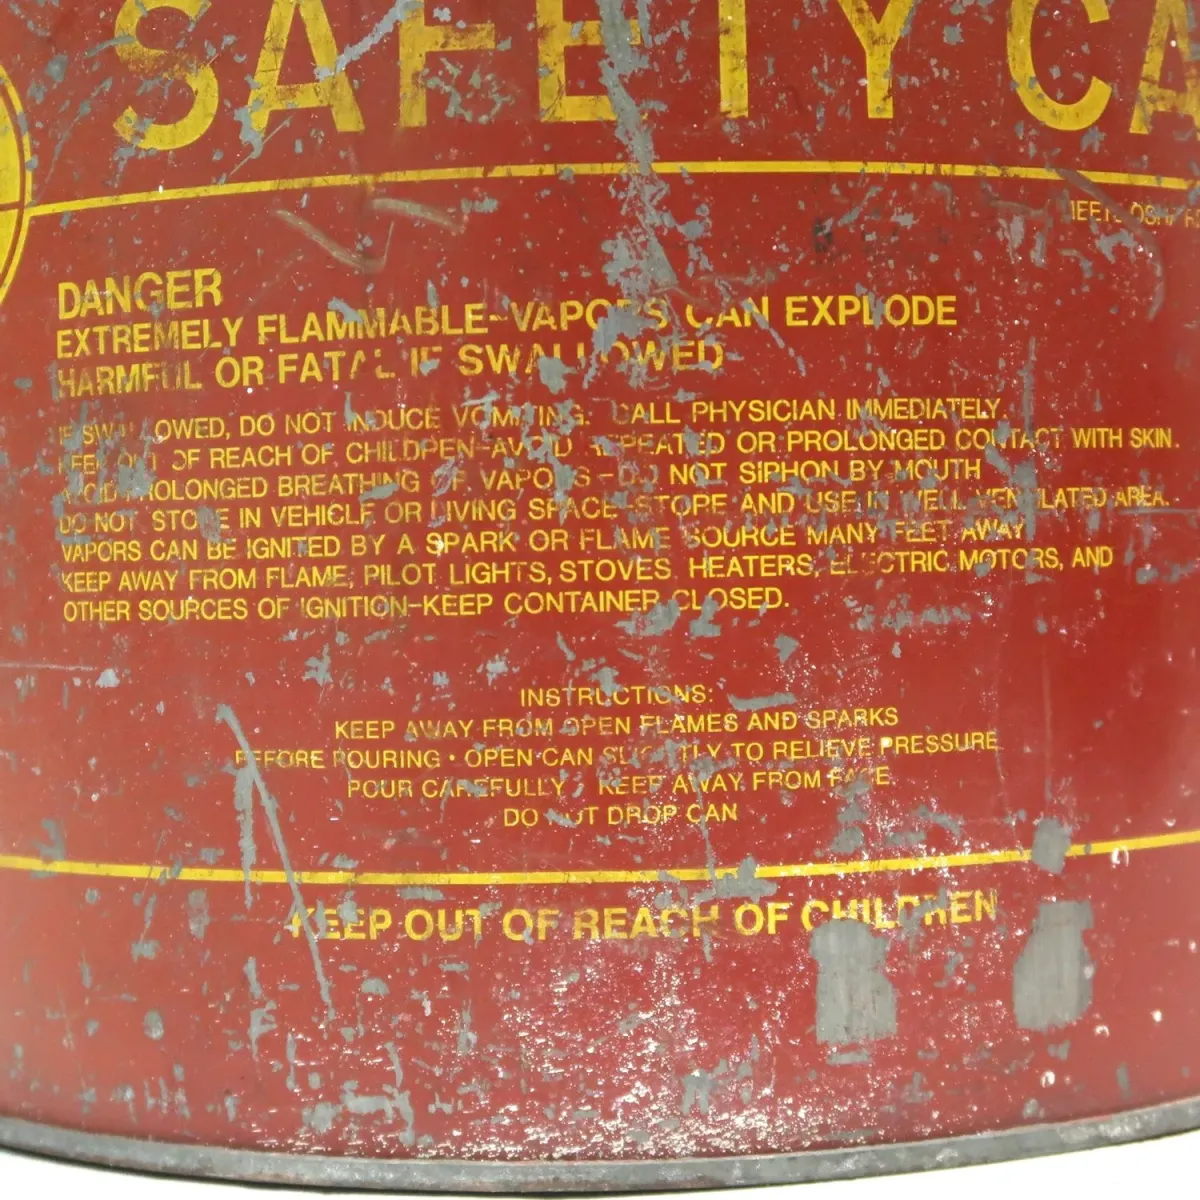 SAFETY CA
MEETS OSHA
DANGER
EXTREMELY FLAMMABLE-VAPORS CAN EXPLODE
HARMFUL OR FATAL IF SWALLOWED
IF SWALLOWED, DO NOT INDUCE VOMITING. CALL PHYSICIAN IMMEDIATELY.
KEEP OUT OF REACH OF CHILDREN-AVOID REPEATED OR PROLONGED CONTACT WITH SKIN.
AVOID PROLONGED BREATHING OF VAPORS-DO NOT SIPHON BY MOUTH
DO NOT STORE IN VEHICLE OR LIVING SPACE-STORE AND USE IN WELL VENTILATED AREA.
VAPORS CAN BE IGNITED BY A SPARK OR FLAME SOURCE MANY FEET AWAY
KEEP AWAY FROM FLAME, PILOT LIGHTS, STOVES, HEATERS, ELECTRIC MOTORS, AND
OTHER SOURCES OF IGNITION-KEEP CONTAINER CLOSED.
INSTRUCTIONS:
KEEP AWAY FROM OPEN FLAMES AND SPARKS
BEFORE POURING • OPEN CAN SLIGHTLY TO RELIEVE PRESSURE
POUR CAREFULLY • KEEP AWAY FROM FACE
DO NOT DROP CAN
KEEP OUT OF REACH OF CHILDREN